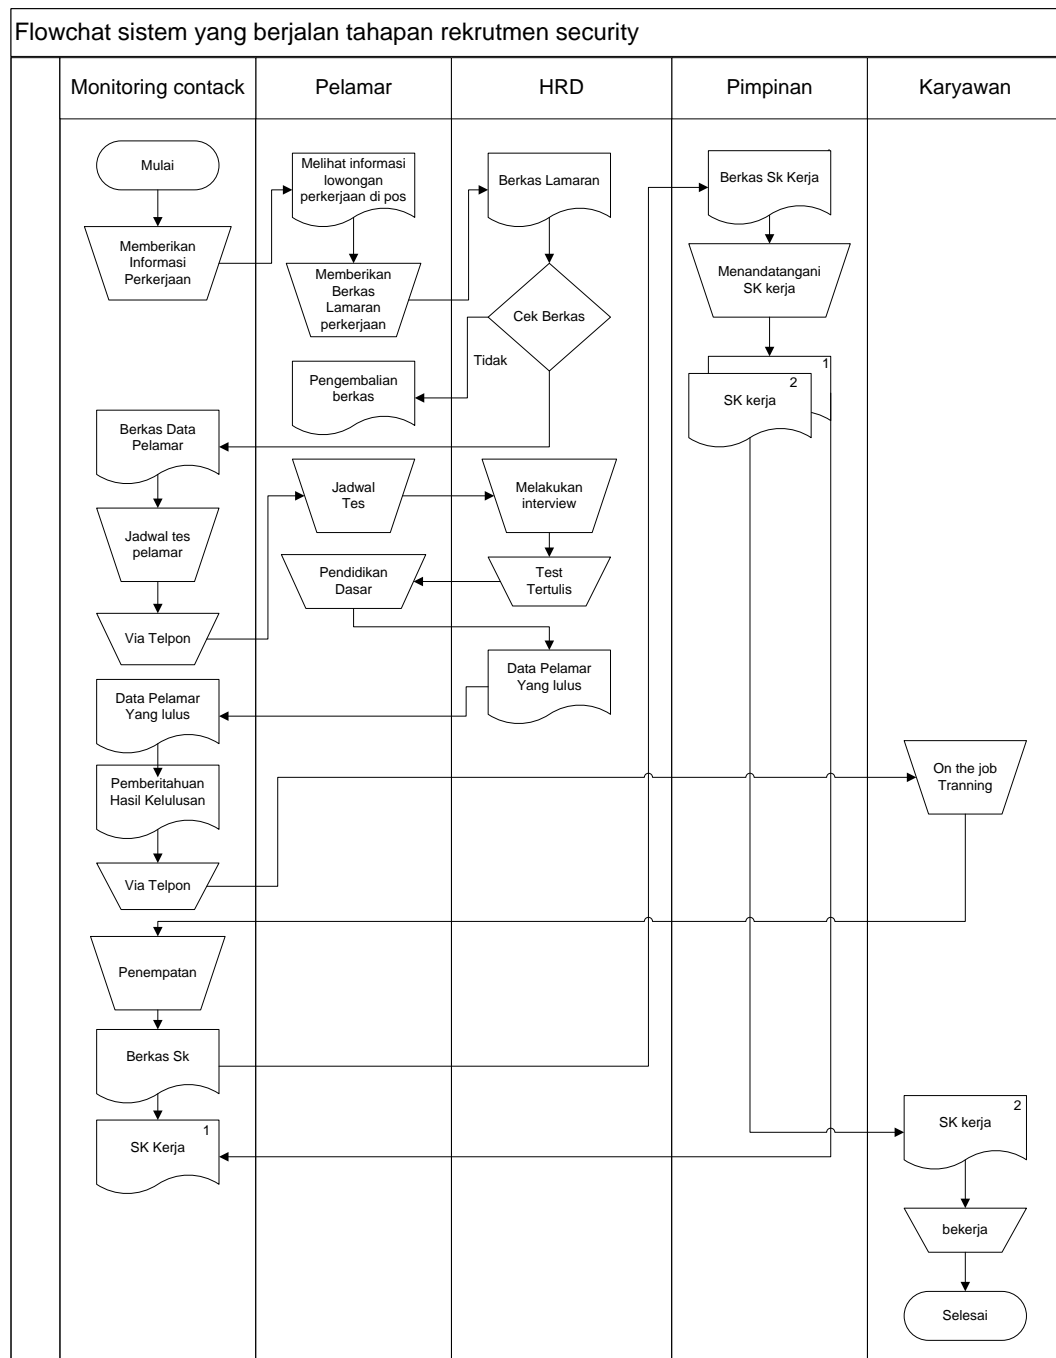 Flowchat sistem yang berjalan tahapan rekrutmen security
Monitoring contack
Pelamar
HRD
Pimpinan
Karyawan
Mulai
Memberikan
Informasi
Perkerjaan
Melihat informasi
lowongan
perkerjaan di pos
Memberikan
Berkas
Lamaran
perkerjaan
Berkas Lamaran
Cek Berkas
Tidak
Pengembalian
berkas
Berkas Sk Kerja
Menandatangani
SK kerja
1
2
SK kerja
Berkas Data
Pelamar
Jadwal tes
pelamar
Via Telpon
Jadwal
Tes
Melakukan
interview
Test
Tertulis
Pendidikan
Dasar
Data Pelamar
Yang lulus
Data Pelamar
Yang lulus
Pemberitahuan
Hasil Kelulusan
Via Telpon
On the job
Tranning
Penempatan
Berkas Sk
1
SK Kerja
2
SK kerja
bekerja
Selesai